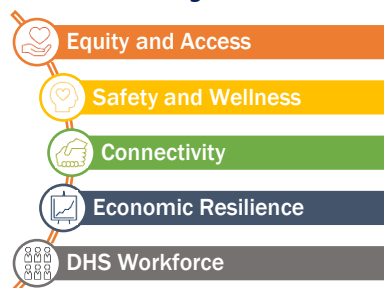 Equity and Access
Safety and Wellness
Connectivity
Economic Resilience
DHS Workforce